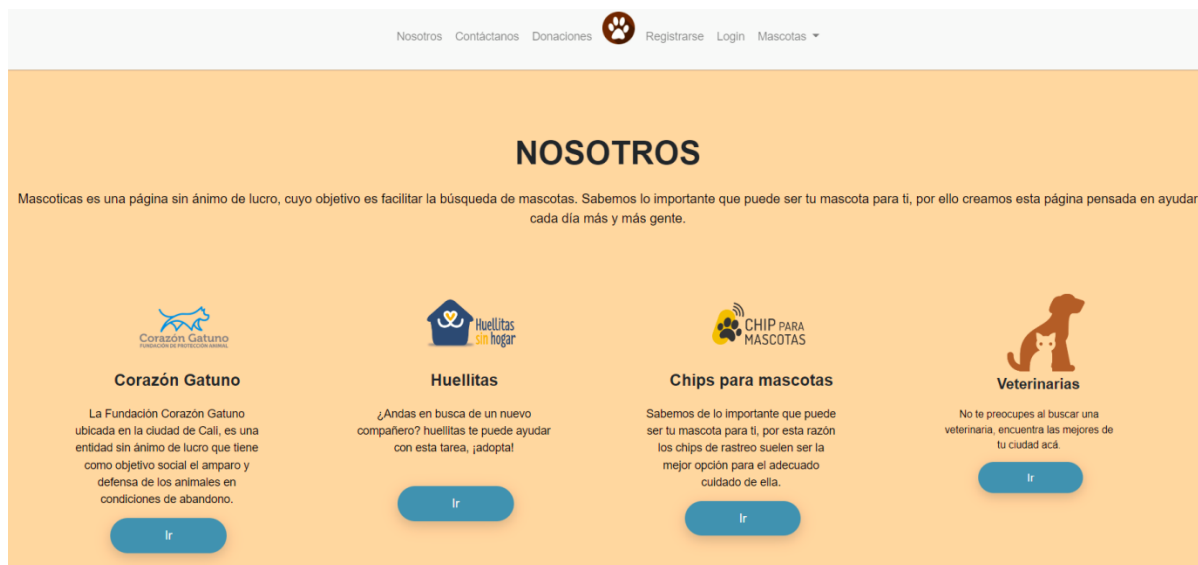 Nosotros Contáctanos Donaciones Registrarse Login Mascotas
NOSOTROS
Mascoticas es una página sin ánimo de lucro, cuyo objetivo es facilitar la búsqueda de mascotas. Sabemos lo importante que puede ser tu mascota para ti, por ello creamos esta página pensada en ayudar
cada día más y más gente.
Corazón Gatuno
FUNDACIÓN DE PROTECCIÓN ANIMAL
Corazón Gatuno
La Fundación Corazón Gatuno
ubicada en la ciudad de Cali, es una
entidad sin ánimo de lucro que tiene
como objetivo social el amparo y
defensa de los animales en
condiciones de abandono.
Ir
Huellitas
sin hogar
Huellitas
¿Andas en busca de un nuevo
compañero? huellitas te puede ayudar
con esta tarea, ¡adopta!
Ir
CHIP PARA
MASCOTAS
Chips para mascotas
Sabemos de lo importante que puede
ser tu mascota para ti, por esta razón
los chips de rastreo suelen ser la
mejor opción para el adecuado
cuidado de ella.
Ir
Veterinarias
No te preocupes al buscar una
veterinaria, encuentra las mejores de
tu ciudad acá.
Ir